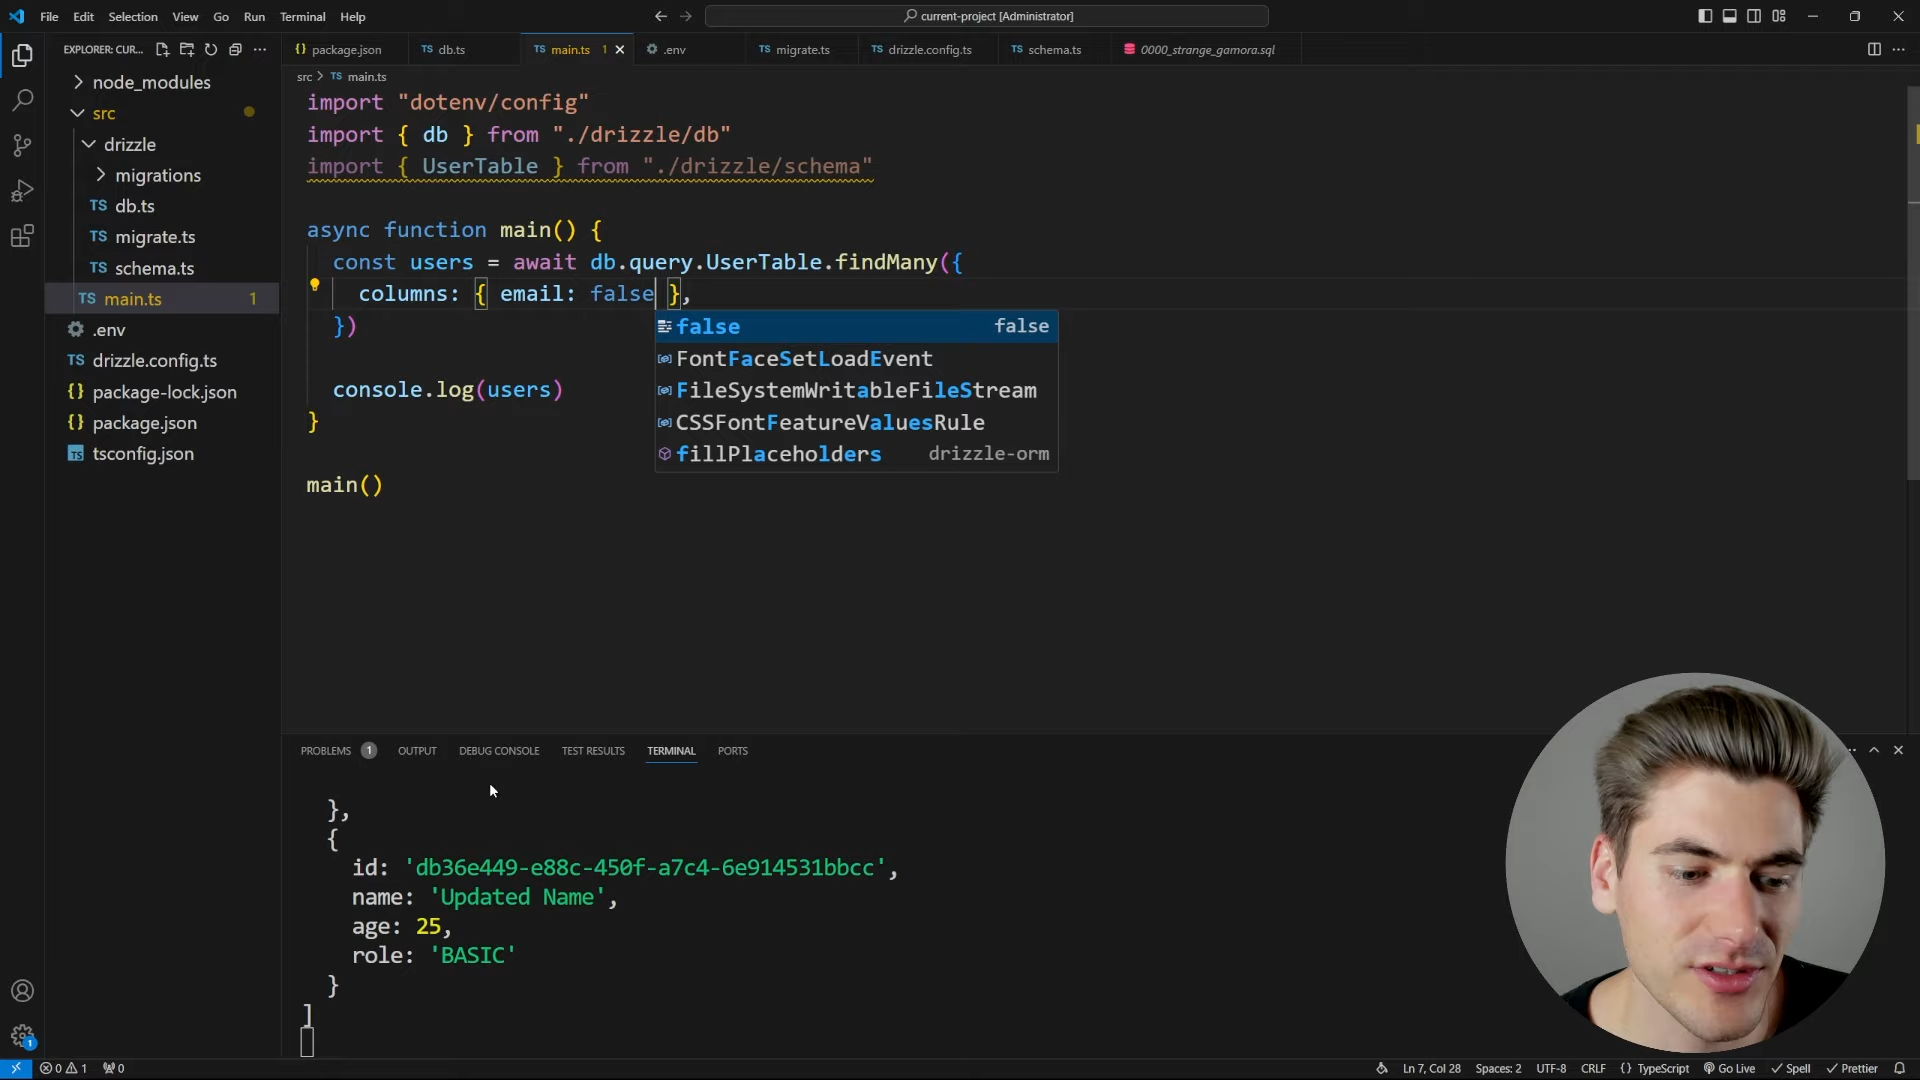 File Edit Selection View Go Run Terminal Help
current-project [Administrator]
EXPLORER: CUR...
package.json
TS db.ts
TS main.ts 1
.env
TS migrate.ts
TS drizzle.config.ts
TS schema.ts
0000_strange_gamora.sql
src > TS main.ts
node_modules
src
drizzle
migrations
TS db.ts
TS migrate.ts
TS schema.ts
TS main.ts 1
.env
TS drizzle.config.ts
{} package-lock.json
{} package.json
TS tsconfig.json
import "dotenv/config"
import { db } from "./drizzle/db"
import { UserTable } from "./drizzle/schema"
async function main() {
const users = await db.query.UserTable.findMany({
columns: { email: false },
})
console.log(users)
}
main()
false false
FontFaceSetLoadEvent
FileSystemWritableFileStream
CSSFontFeatureValuesRule
fillPlaceholders drizzle-orm
PROBLEMS 1 OUTPUT DEBUG CONSOLE TEST RESULTS TERMINAL PORTS
},
{
id: 'db36e449-e88c-450f-a7c4-6e914531bbcc',
name: 'Updated Name',
age: 25,
role: 'BASIC'
}
]
1
0 1 0
Ln 7, Col 28 Spaces: 2 UTF-8 CRLF {} TypeScript Go Live Spell Prettier